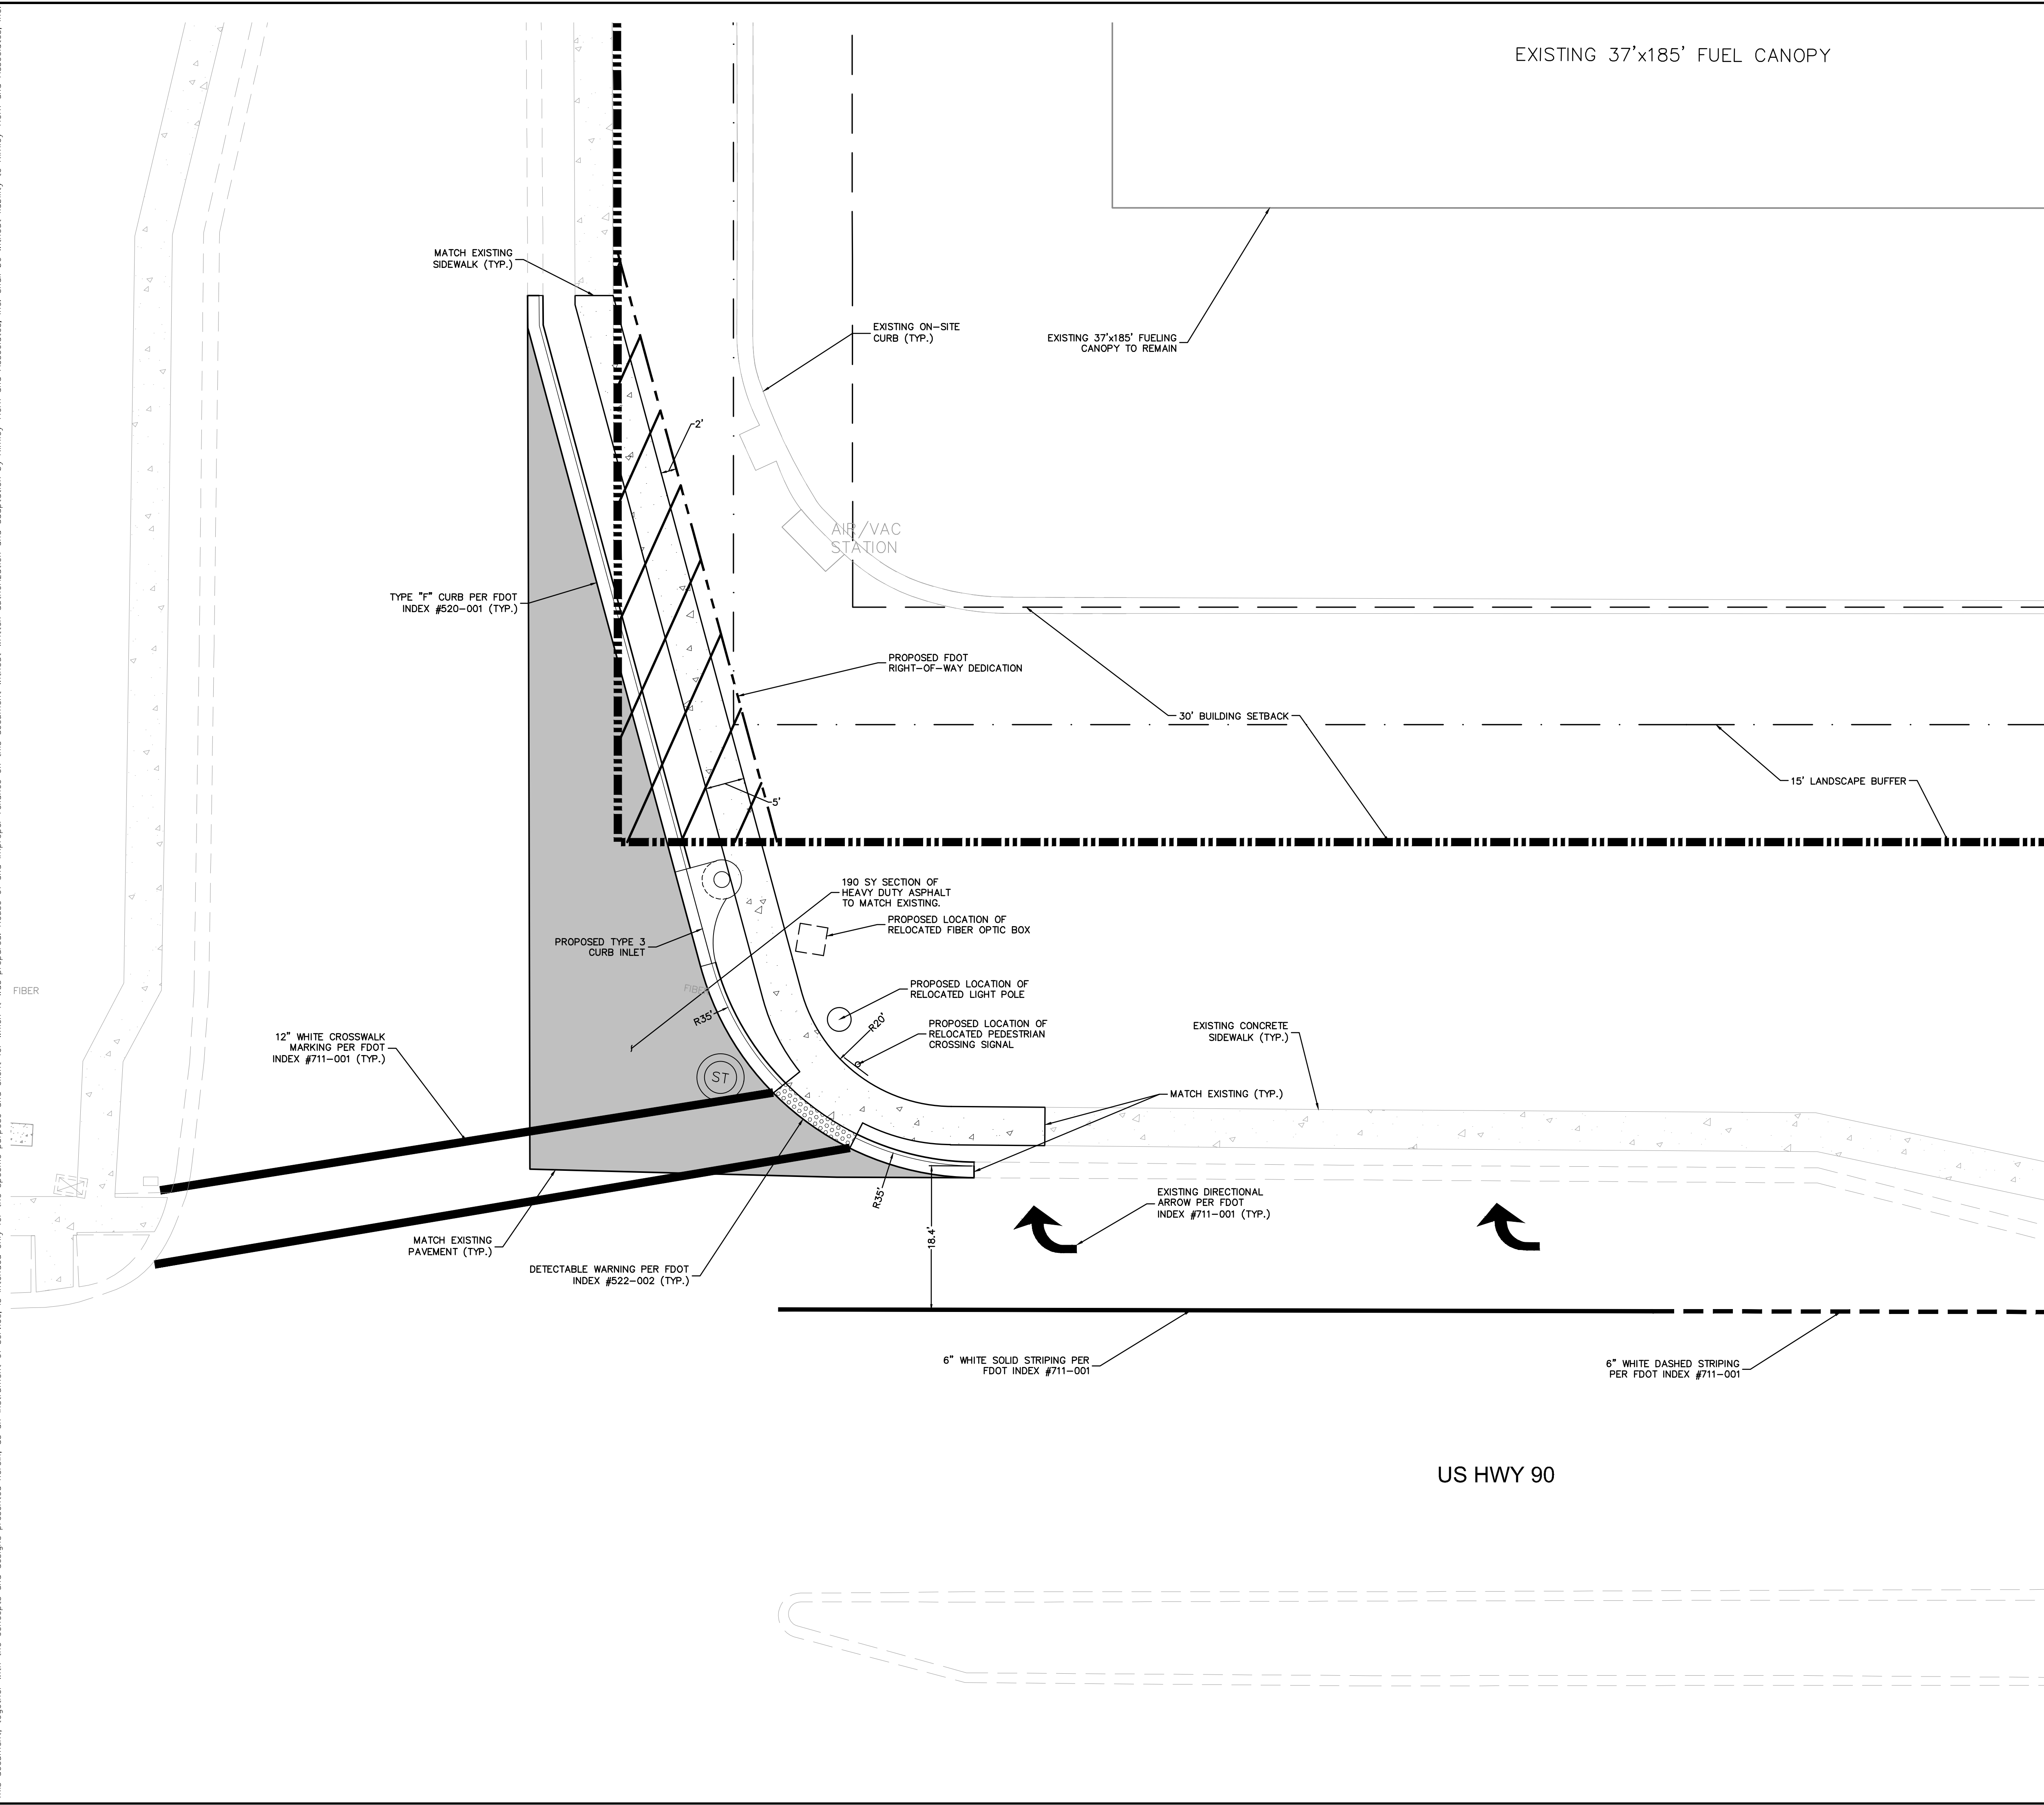 EXISTING 37'x185' FUEL CANOPY
MATCH EXISTING
SIDEWALK (TYP.)
EXISTING ON-SITE
CURB (TYP.)
EXISTING 37'x185' FUELING
CANOPY TO REMAIN
2'
AIR/VAC
STATION
TYPE "F" CURB PER FDOT
INDEX #520-001 (TYP.)
PROPOSED FDOT
RIGHT-OF-WAY DEDICATION
30' BUILDING SETBACK
15' LANDSCAPE BUFFER
5'
190 SY SECTION OF
HEAVY DUTY ASPHALT
TO MATCH EXISTING.
PROPOSED LOCATION OF
RELOCATED FIBER OPTIC BOX
PROPOSED TYPE 3
CURB INLET
FIBER
FIBER
PROPOSED LOCATION OF
RELOCATED LIGHT POLE
R35'
R20'
PROPOSED LOCATION OF
RELOCATED PEDESTRIAN
CROSSING SIGNAL
EXISTING CONCRETE
SIDEWALK (TYP.)
12" WHITE CROSSWALK
MARKING PER FDOT
INDEX #711-001 (TYP.)
ST
MATCH EXISTING (TYP.)
R35'
EXISTING DIRECTIONAL
ARROW PER FDOT
INDEX #711-001 (TYP.)
18.4'
MATCH EXISTING
PAVEMENT (TYP.)
DETECTABLE WARNING PER FDOT
INDEX #522-002 (TYP.)
6" WHITE SOLID STRIPING PER
FDOT INDEX #711-001
6" WHITE DASHED STRIPING
PER FDOT INDEX #711-001
US HWY 90